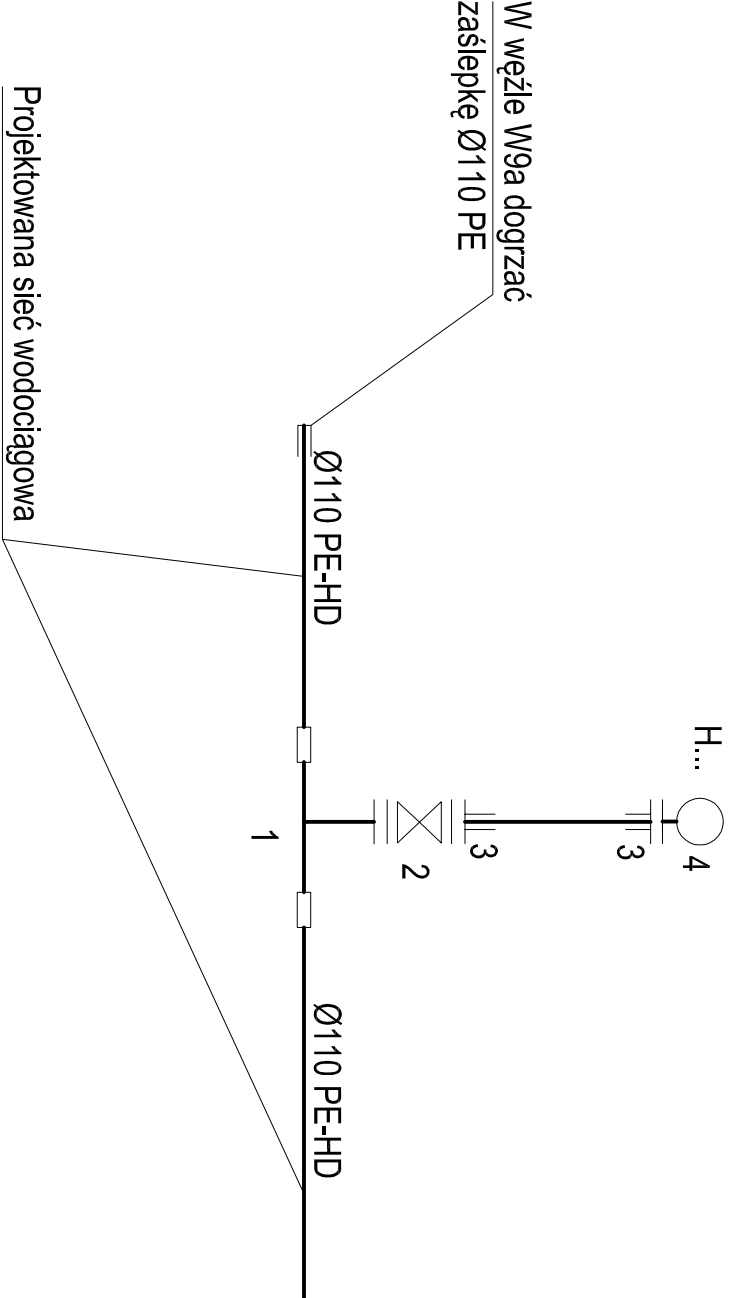 W węźle W9a dogrzać
zaślepkę Ø110 PE
H...
4
3
3
2
Ø110 PE-HD
Ø110 PE-HD
1
Projektowana sieć wodociągowa